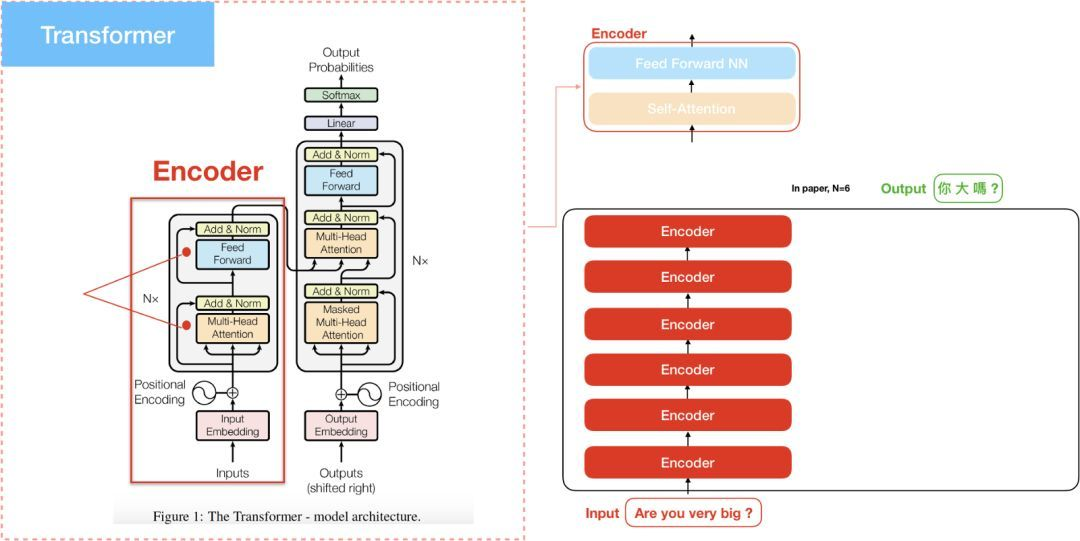 Transformer
Output
Probabilities
Softmax
Linear
Add & Norm
Feed
Forward
Add & Norm
Multi-Head
Attention
Nx
Add & Norm
Masked
Multi-Head
Attention
Positional
Encoding
Output
Embedding
Outputs
(shifted right)
Encoder
Add & Norm
Feed
Forward
N×
Add & Norm
Multi-Head
Attention
Positional
Encoding
Input
Embedding
Inputs
Figure 1: The Transformer - model architecture.
Encoder
Feed Forward NN
Self-Attention
In paper, N=6
Output 你 大 嗎 ?
Encoder
Encoder
Encoder
Encoder
Encoder
Encoder
Input Are you very big ?